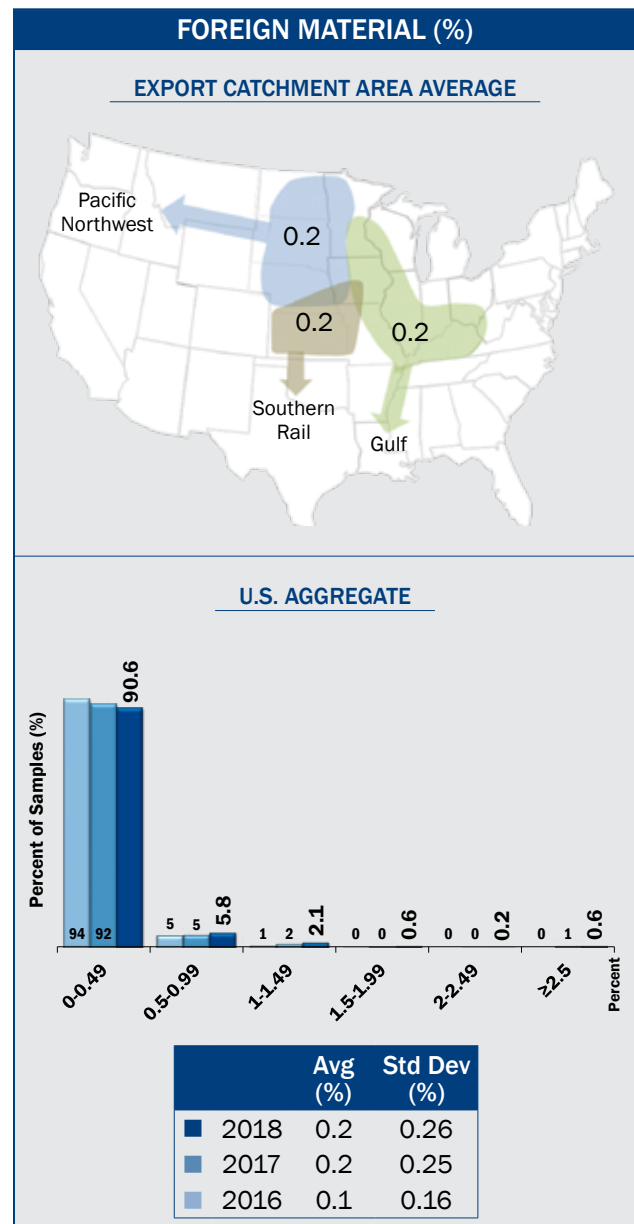 FOREIGN MATERIAL (%)
EXPORT CATCHMENT AREA AVERAGE
Pacific
Northwest
0.2
0.2
0.2
Southern
Rail
Gulf
U.S. AGGREGATE
Percent of Samples (%)
94 92 90.6
5 5 5.8
1 2 2.1
0 0 0.6
0 0 0.2
0 1 0.6
0-0.49
0.5-0.99
1-1.49
1.5-1.99
2-2.49
≥2.5
Percent
Avg Std Dev
(%) (%)
2018 0.2 0.26
2017 0.2 0.25
2016 0.1 0.16